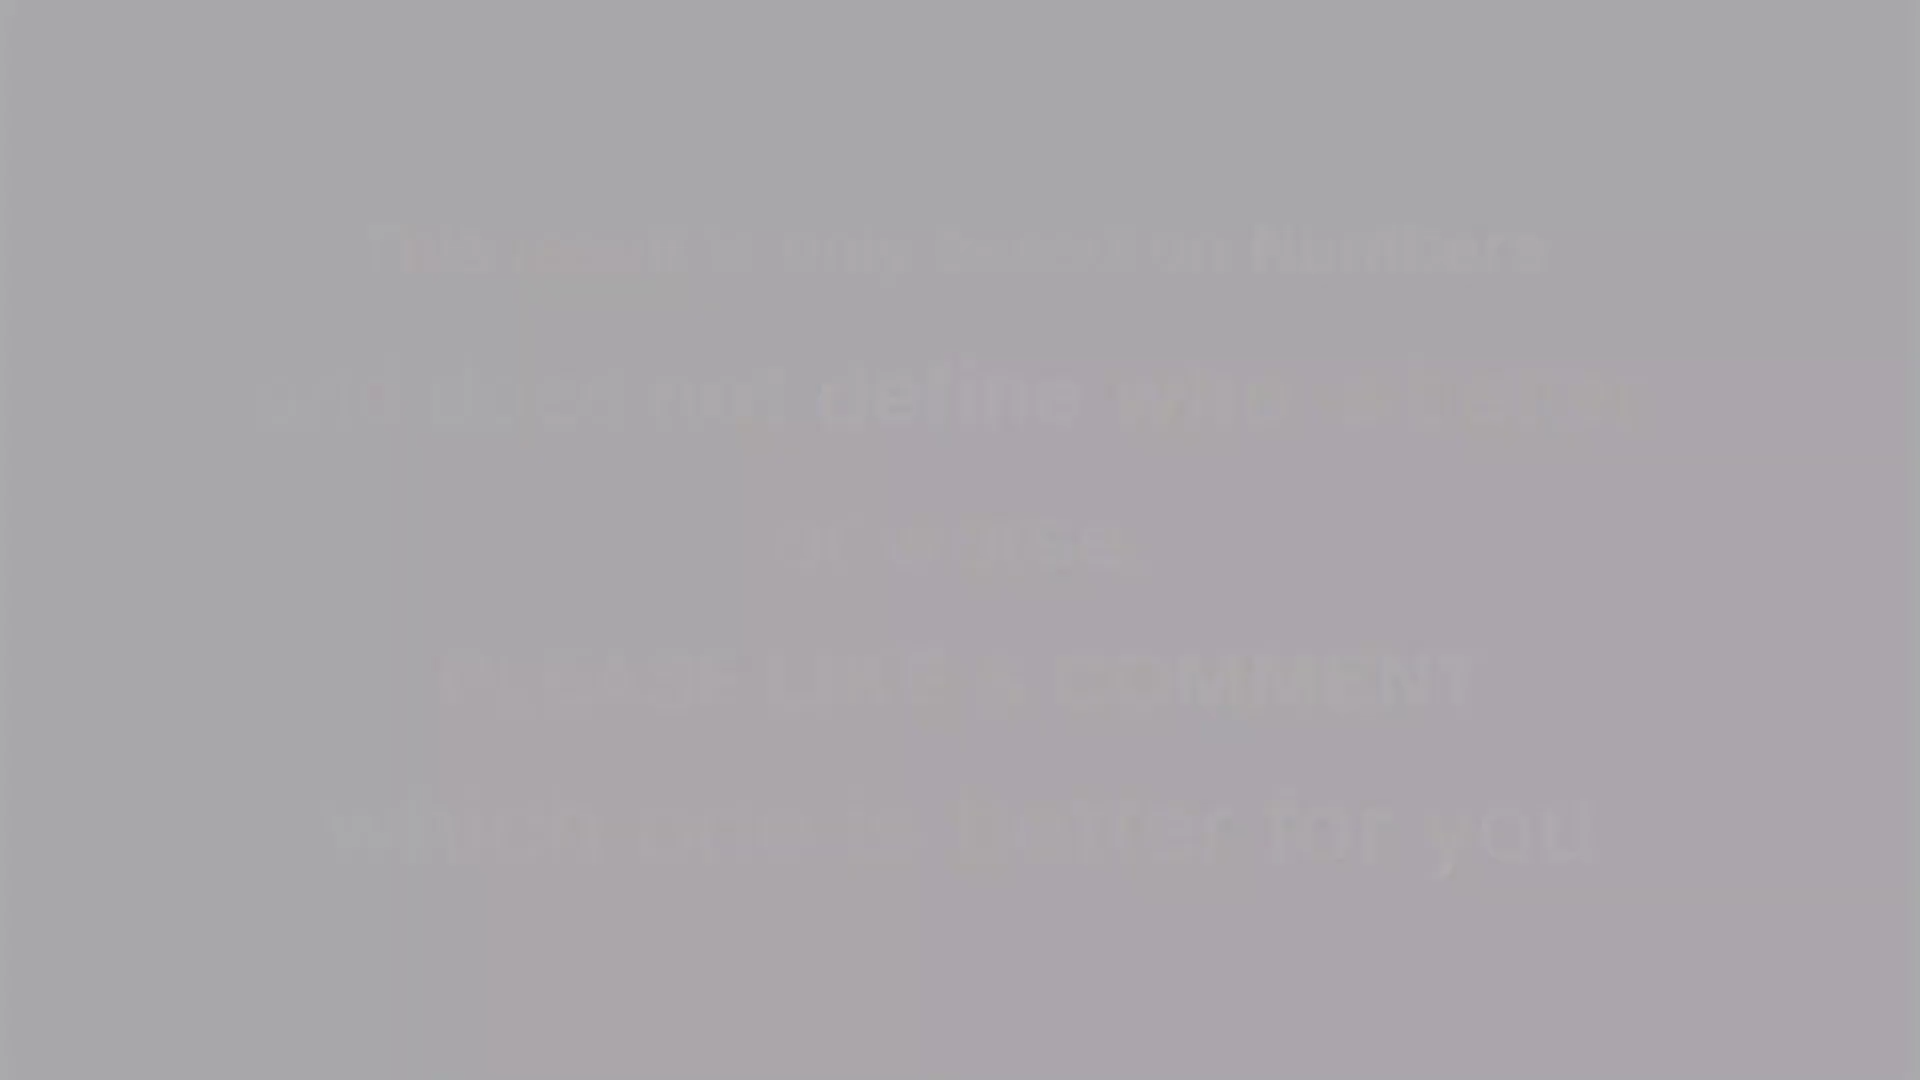 This result is only based on Numbers
and does not define who is better
or worse.
PLEASE LIKE & COMMENT
which one is better for you